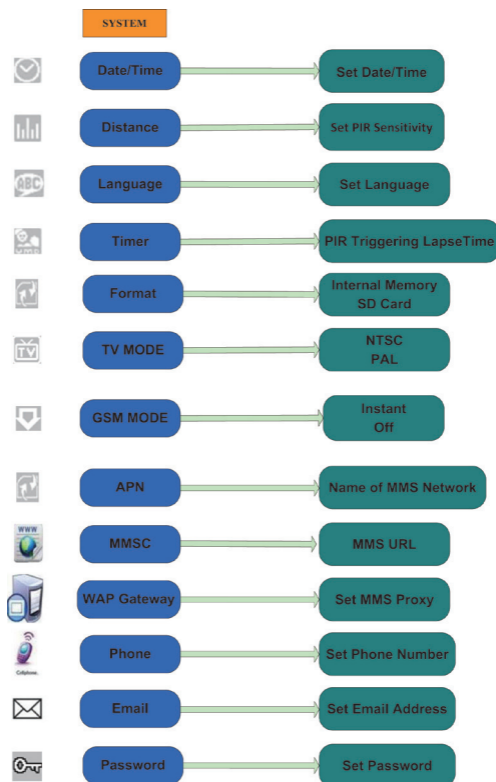 SYSTEM
Date/Time
Set Date/Time
Distance
Set PIR Sensitivity
ABC
Language
Set Language
Timer
PIR Triggering LapseTime
Format
Internal Memory
SD Card
TV
TV MODE
NTSC
PAL
GSM MODE
Instant
Off
APN
Name of MMS Network
WWW
MMSC
MMS URL
WAP Gateway
Set MMS Proxy
Phone
Set Phone Number
Cellphone
Email
Set Email Address
Password
Set Password